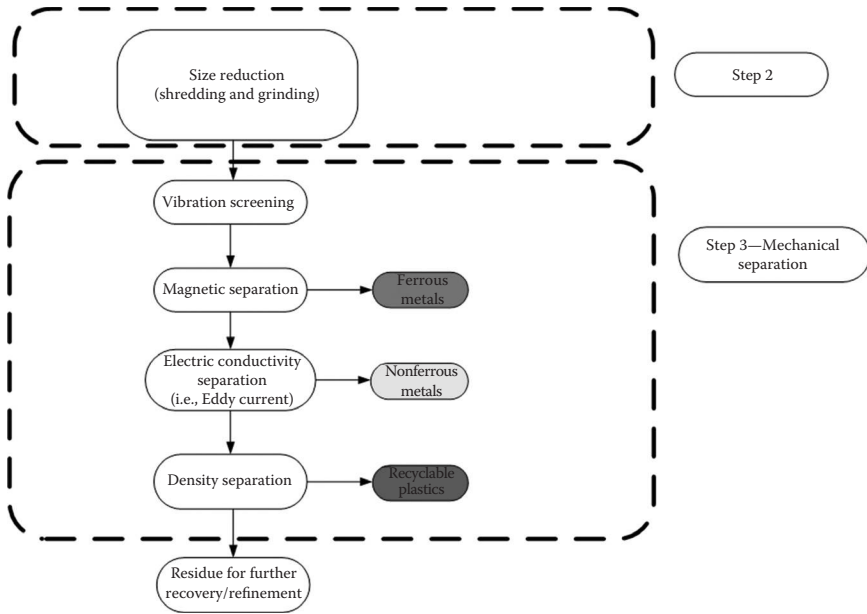 Size reduction
(shredding and grinding)
Step 2
Vibration screening
Step 3—Mechanical
separation
Magnetic separation
Ferrous
metals
Electric conductivity
separation
(i.e., Eddy current)
Nonferrous
metals
Density separation
Recyclable
plastics
Residue for further
recovery/refinement